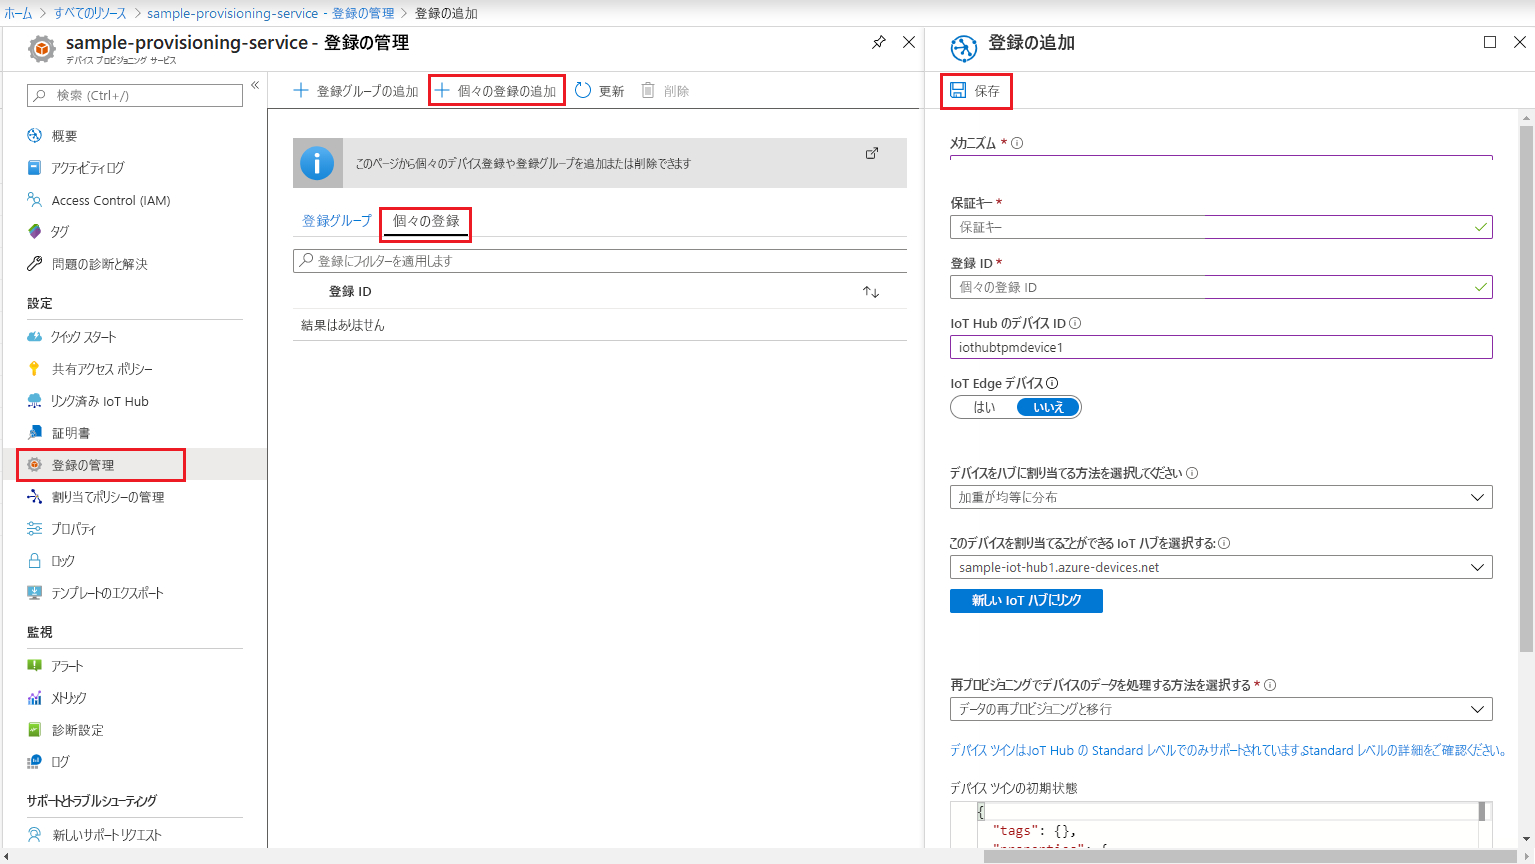 ホーム > すべてのリソース > sample-provisioning-service - 登録の管理 > 登録の追加
sample-provisioning-service - 登録の管理
デバイス プロビジョニング サービス
検索 (Ctrl+/)
«
概要
アクティビティ ログ
Access Control (IAM)
タグ
問題の診断と解決
設定
クイック スタート
共有アクセス ポリシー
リンク済み IoT Hub
証明書
登録の管理
割り当てポリシーの管理
プロパティ
ロック
テンプレートのエクスポート
監視
アラート
メトリック
診断設定
ログ
サポートとトラブルシューティング
新しいサポート リクエスト
登録グループの追加
個々の登録の追加
更新
削除
このページから個々のデバイス登録や登録グループを追加または削除できます
登録グループ
個々の登録
登録にフィルターを適用します
登録 ID
結果はありません
登録の追加
保存
メカニズム *
保証キー *
保証キー
登録 ID *
個々の登録 ID
IoT Hub のデバイス ID
iothubtpmdevice1
IoT Edge デバイス
はい いいえ
デバイスをハブに割り当てる方法を選択してください
加重が均等に分布
このデバイスを割り当てることができる IoT ハブを選択する:
sample-iot-hub1.azure-devices.net
新しい IoT ハブにリンク
再プロビジョニングでデバイスのデータを処理する方法を選択する *
データの再プロビジョニングと移行
デバイス ツインは、IoT Hub の Standard レベルでのみサポートされています。Standard レベルの詳細をご確認ください。
デバイス ツインの初期状態
{
"tags": {},
"properties": {